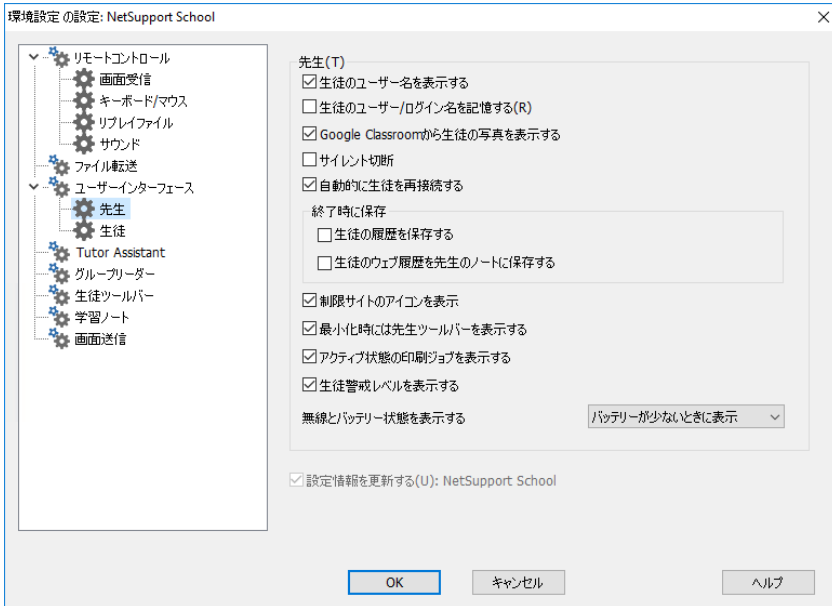 環境設定 の設定: NetSupport School
リモートコントロール
画面受信
キーボード/マウス
リプレイファイル
サウンド
ファイル転送
ユーザーインターフェース
先生
生徒
Tutor Assistant
グループリーダー
生徒ツールバー
学習ノート
画面送信
先生(T)
生徒のユーザー名を表示する
生徒のユーザー/ログイン名を記憶する(R)
Google Classroomから生徒の写真を表示する
サイレント切断
自動的に生徒を再接続する
終了時に保存
生徒の履歴を保存する
生徒のウェブ履歴を先生のノートに保存する
制限サイトのアイコンを表示
最小化時には先生ツールバーを表示する
アクティブ状態の印刷ジョブを表示する
生徒警戒レベルを表示する
無線とバッテリー状態を表示する バッテリーが少ないときに表示
設定情報を更新する(U): NetSupport School
OK キャンセル ヘルプ